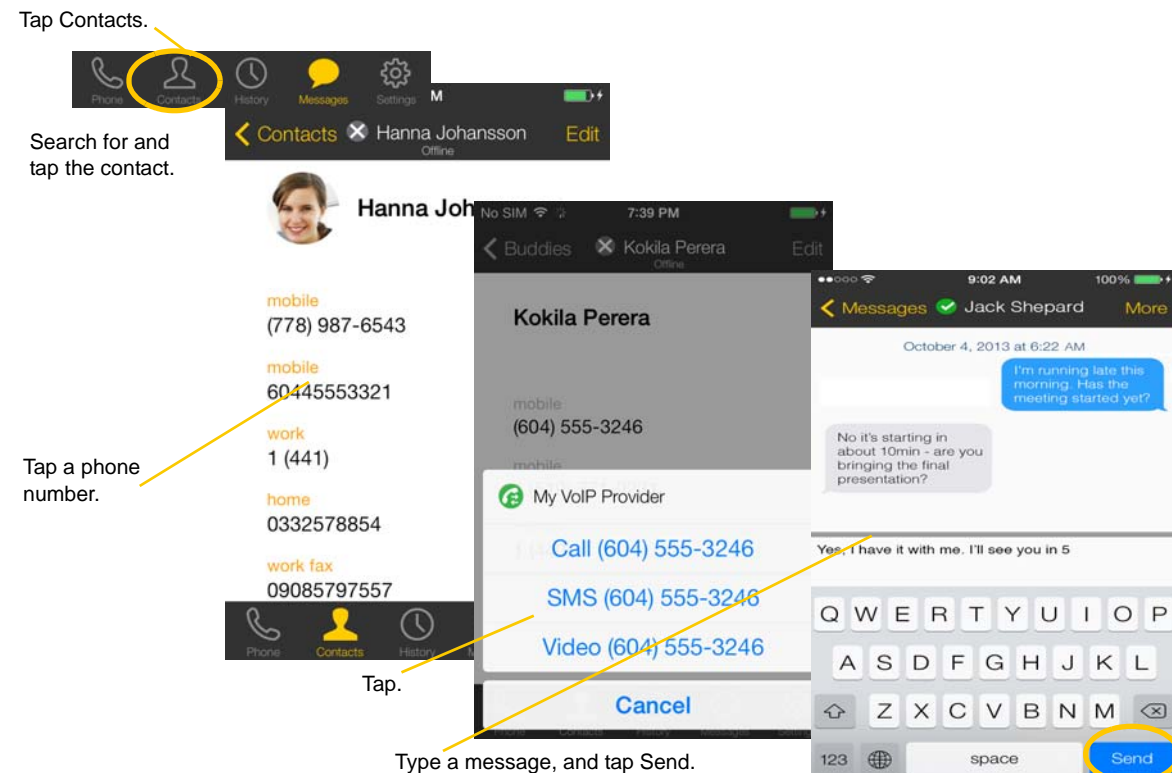 Tap Contacts.
Phone Contacts History Messages Settings
Search for and
tap the contact.
M
Contacts Hanna Johansson Edit
Offline
Hanna Joh
mobile
(778) 987-6543
mobile
60445553321
work
1 (441)
home
0332578854
work fax
09085797557
Phone Contacts History M
Tap a phone
number.
No SIM 7:39 PM
Buddies Kokila Perera Edit
Offline
Kokila Perera
mobile
(604) 555-3246
mobile
My VoIP Provider
Call (604) 555-3246
SMS (604) 555-3246
Video (604) 555-3246
Cancel
Phone Contacts History Messages Settings
Tap.
9:02 AM 100%
Messages Jack Shepard More
October 4, 2013 at 6:22 AM
I'm running late this
morning. Has the
meeting started yet?
No it's starting in
about 10min - are you
bringing the final
presentation?
Yes, I have it with me. I'll see you in 5
Q W E R T Y U I O P
A S D F G H J K L
Z X C V B N M
123 space Send
Type a message, and tap Send.